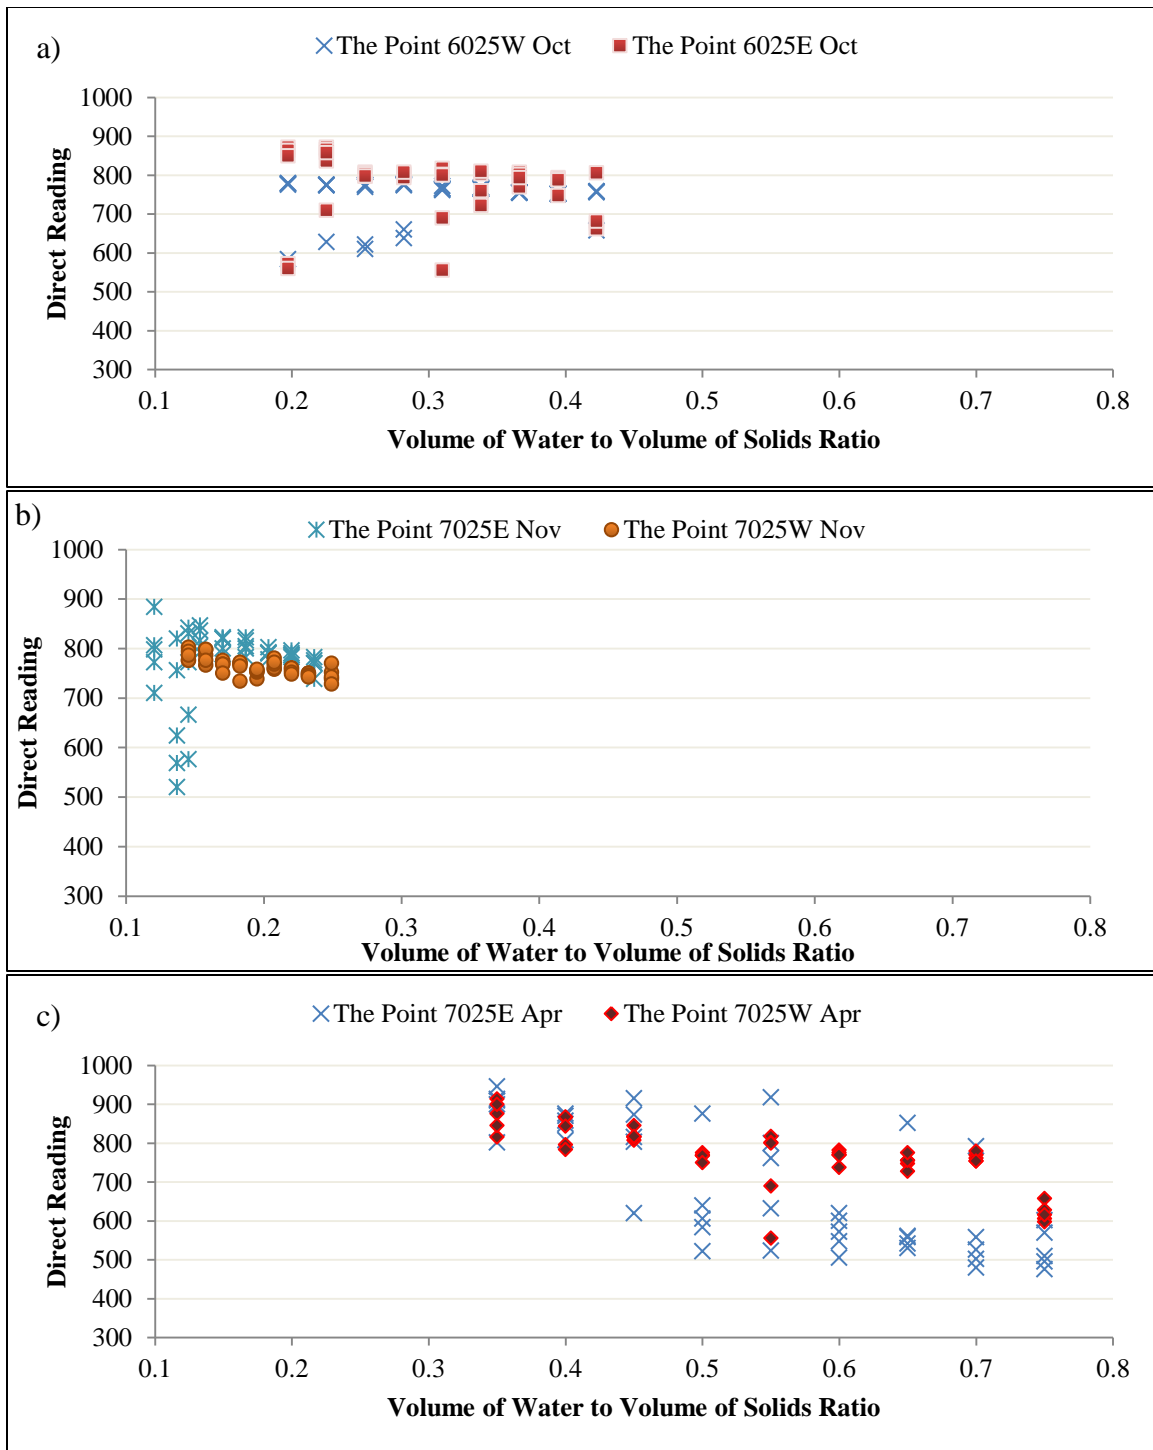 a)
The Point 6025W Oct The Point 6025E Oct
1000
900
800
700
600
500
400
300
Direct Reading
0.1 0.2 0.3 0.4 0.5 0.6 0.7 0.8
Volume of Water to Volume of Solids Ratio
b)
The Point 7025E Nov The Point 7025W Nov
1000
900
800
700
600
500
400
300
Direct Reading
0.1 0.2 0.3 0.4 0.5 0.6 0.7 0.8
Volume of Water to Volume of Solids Ratio
c)
The Point 7025E Apr The Point 7025W Apr
1000
900
800
700
600
500
400
300
Direct Reading
0.1 0.2 0.3 0.4 0.5 0.6 0.7 0.8
Volume of Water to Volume of Solids Ratio